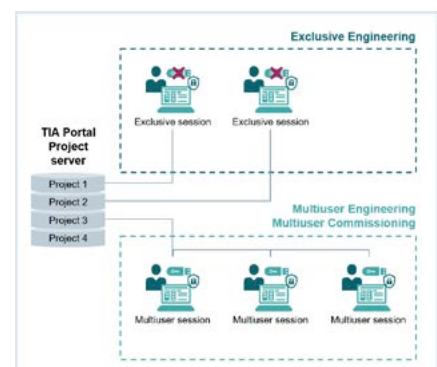 Exclusive Engineering
Exclusive session
Exclusive session
TIA Portal
Project
server
Project 1
Project 2
Project 3
Project 4
Multiuser Engineering
Multiuser Commissioning
Multiuser session
Multiuser session
Multiuser session